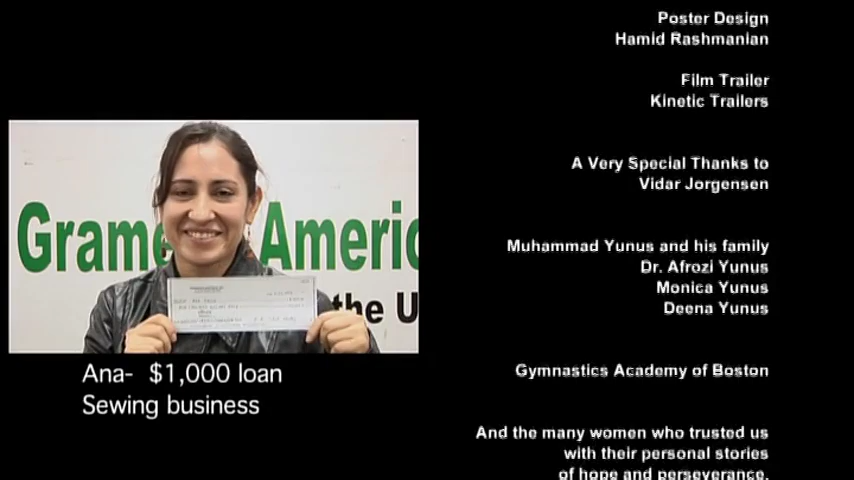 Grame Americ
the U
Ana- $1,000 loan
Sewing business
Poster Design
Hamid Rashmanian
Film Trailer
Kinetic Trailers
A Very Special Thanks to
Vidar Jorgensen
Muhammad Yunus and his family
Dr. Afrozi Yunus
Monica Yunus
Deena Yunus
Gymnastics Academy of Boston
And the many women who trusted us
with their personal stories
of hope and perseverance.